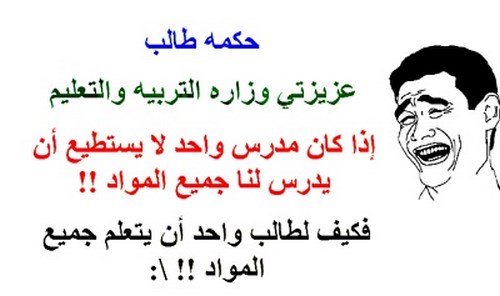 حكمه طالب
عزيزتي وزاره التربيه والتعليم
إذا كان مدرس واحد لا يستطيع أن
يدرس لنا جميع المواد !!
فكيف لطالب واحد أن يتعلم جميع
المواد !! \: